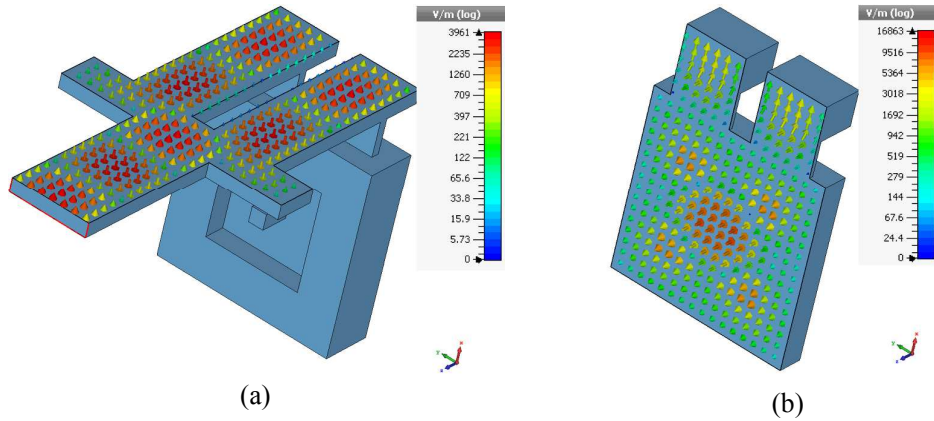 V/m (log)
3961
2235
1260
709
397
221
122
65.6
33.8
15.9
5.73
0
y
x
z
(a)
V/m (log)
16863
9516
5364
3018
1692
942
519
279
144
67.6
24.4
0
y
x
z
(b)